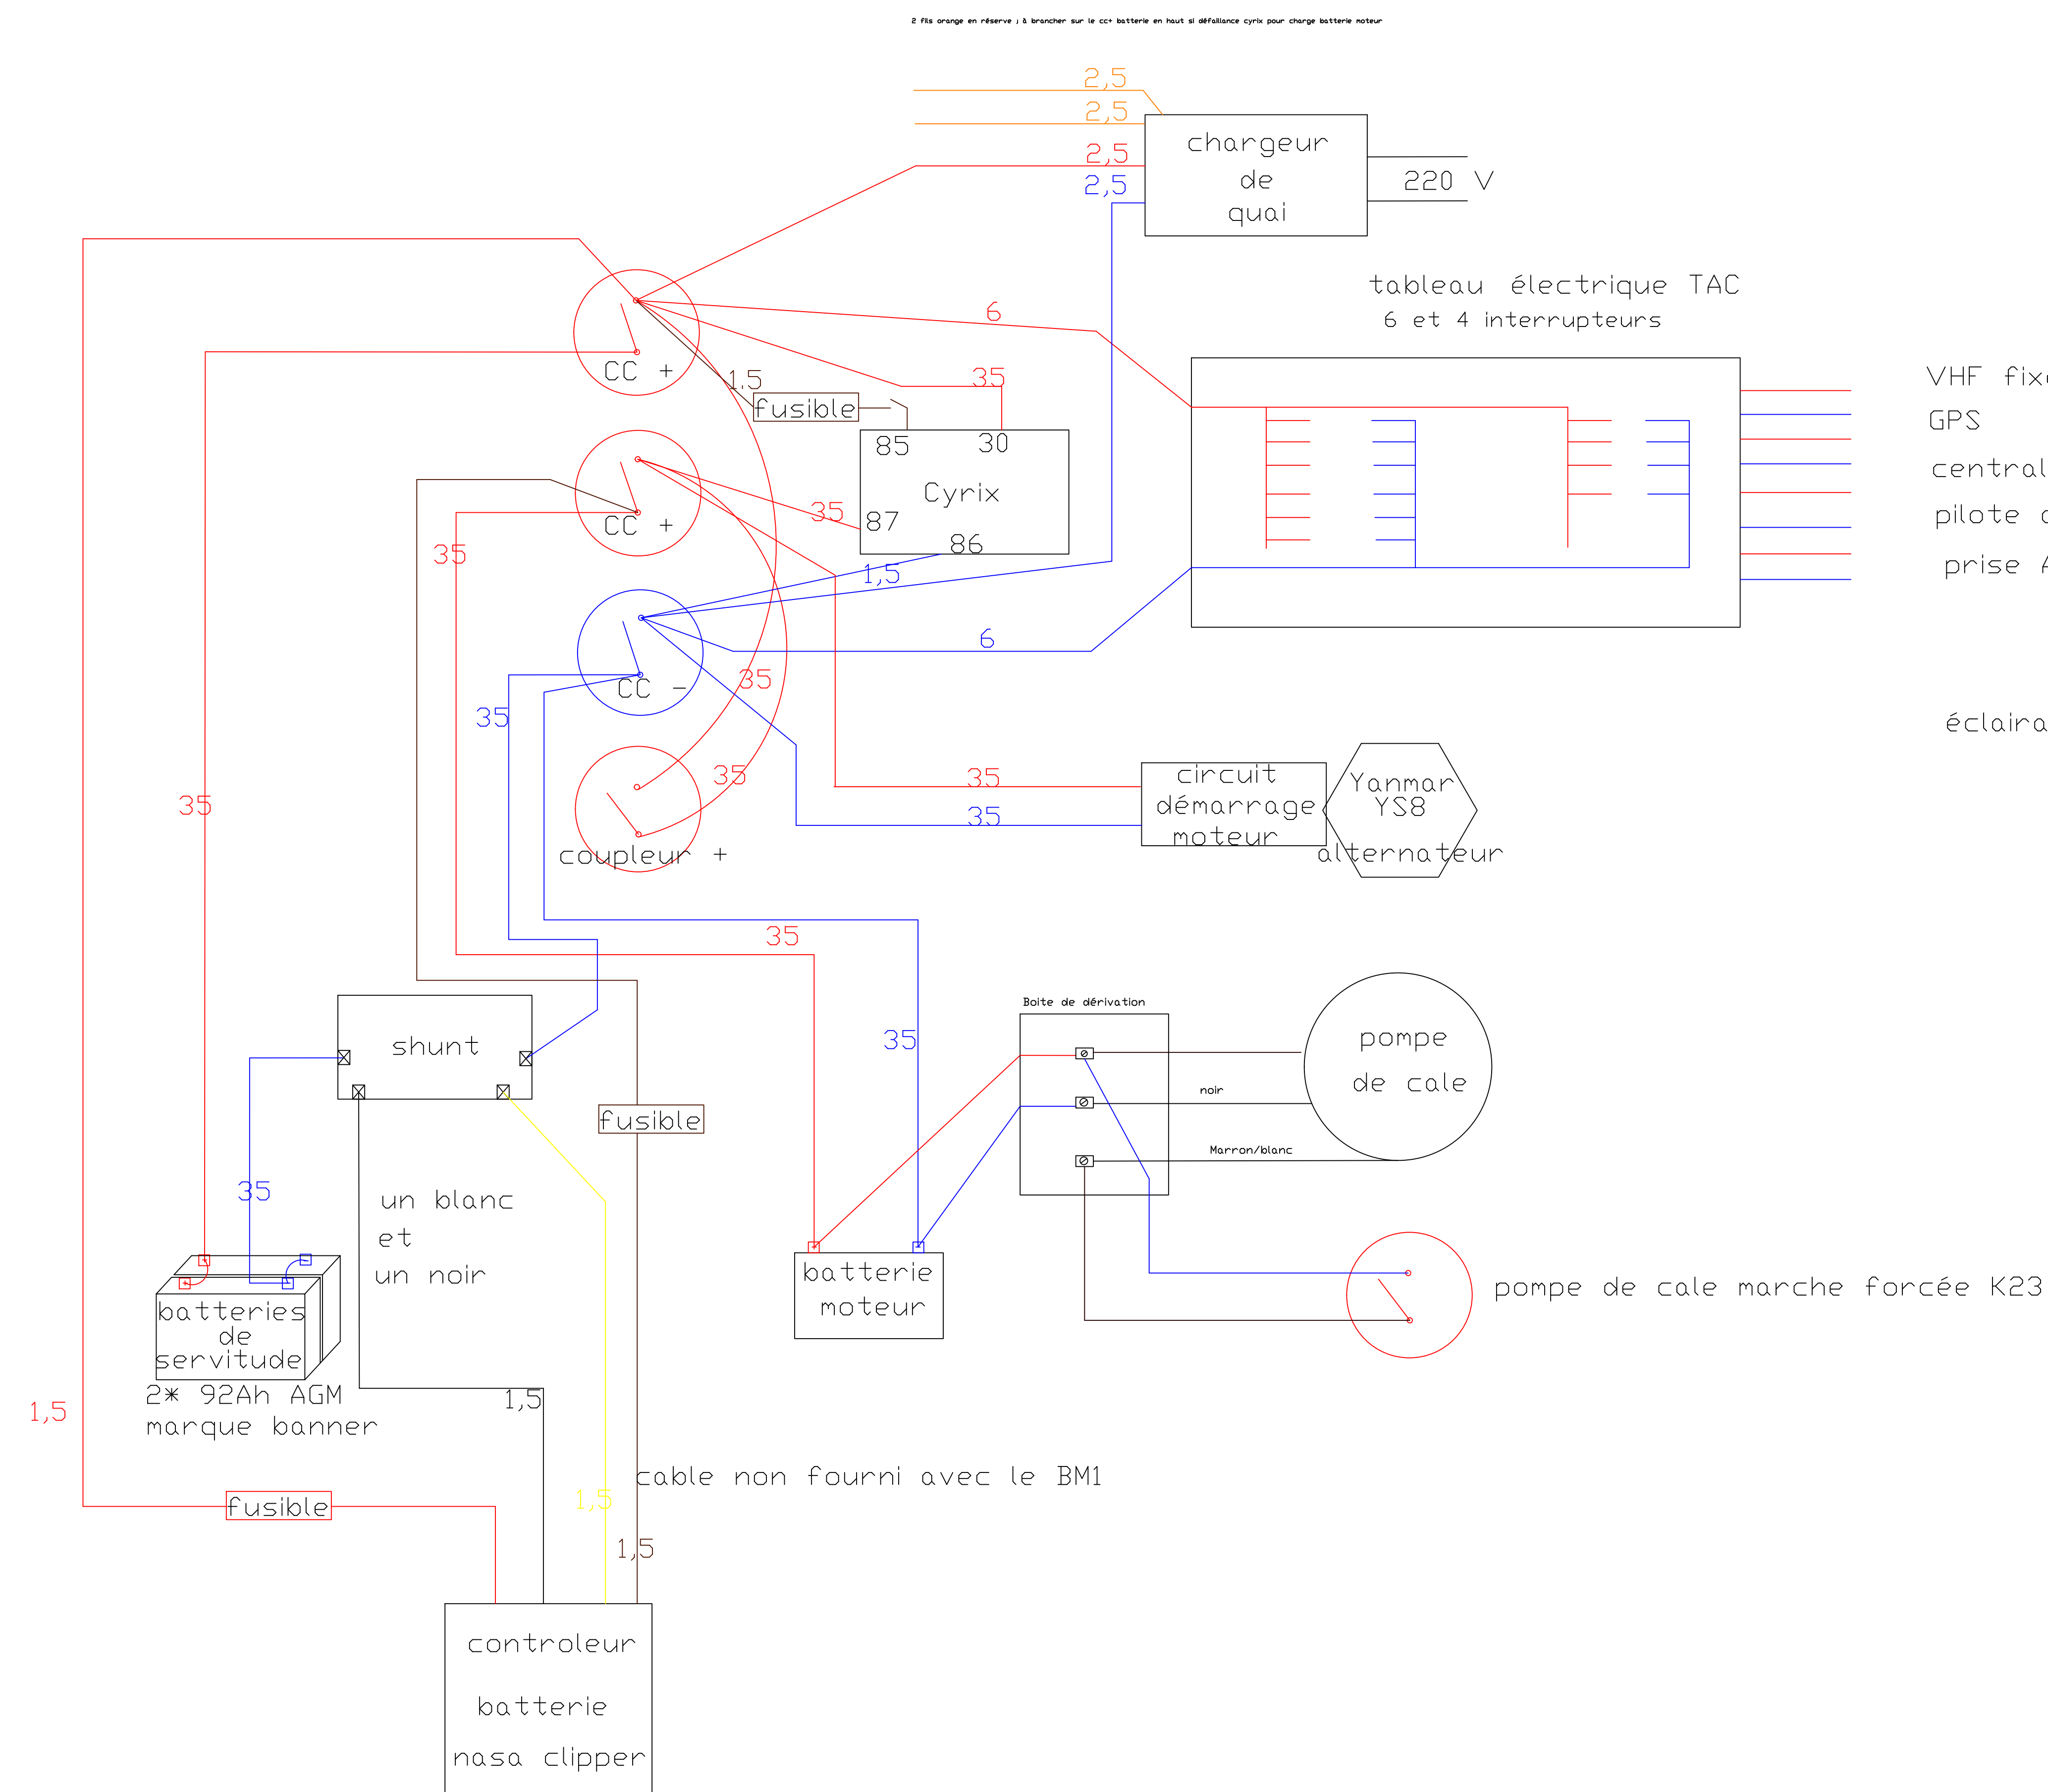 2 fils orange en réserve ; à brancher sur le cc+ batterie en haut si défaillance cyrix pour charge batterie moteur
2,5
2,5
2,5
2,5
chargeur
de
quai
220 V
tableau électrique TAC
6 et 4 interrupteurs
6
CC +
1.5
35
fusible
VHF
GPS
85
30
Cyrix
87
86
35
CC +
35
1,5
pilote
prise
6
CC -
35
35
35
coupleur +
35
35
35
circuit
démarrage
moteur
Yanmar
YS8
alternateur
35
35
35
Boite de dérivation
shunt
pompe
de cale
noir
Marron/blanc
fusible
35
un blanc
et
un noir
batteries
de
servitude
2* 92Ah AGM
marque banner
batterie
moteur
pompe de cale marche forcée K23
1,5
1,5
cable non fourni avec le BM1
1,5
fusible
1,5
controleur
batterie
nasa clipper